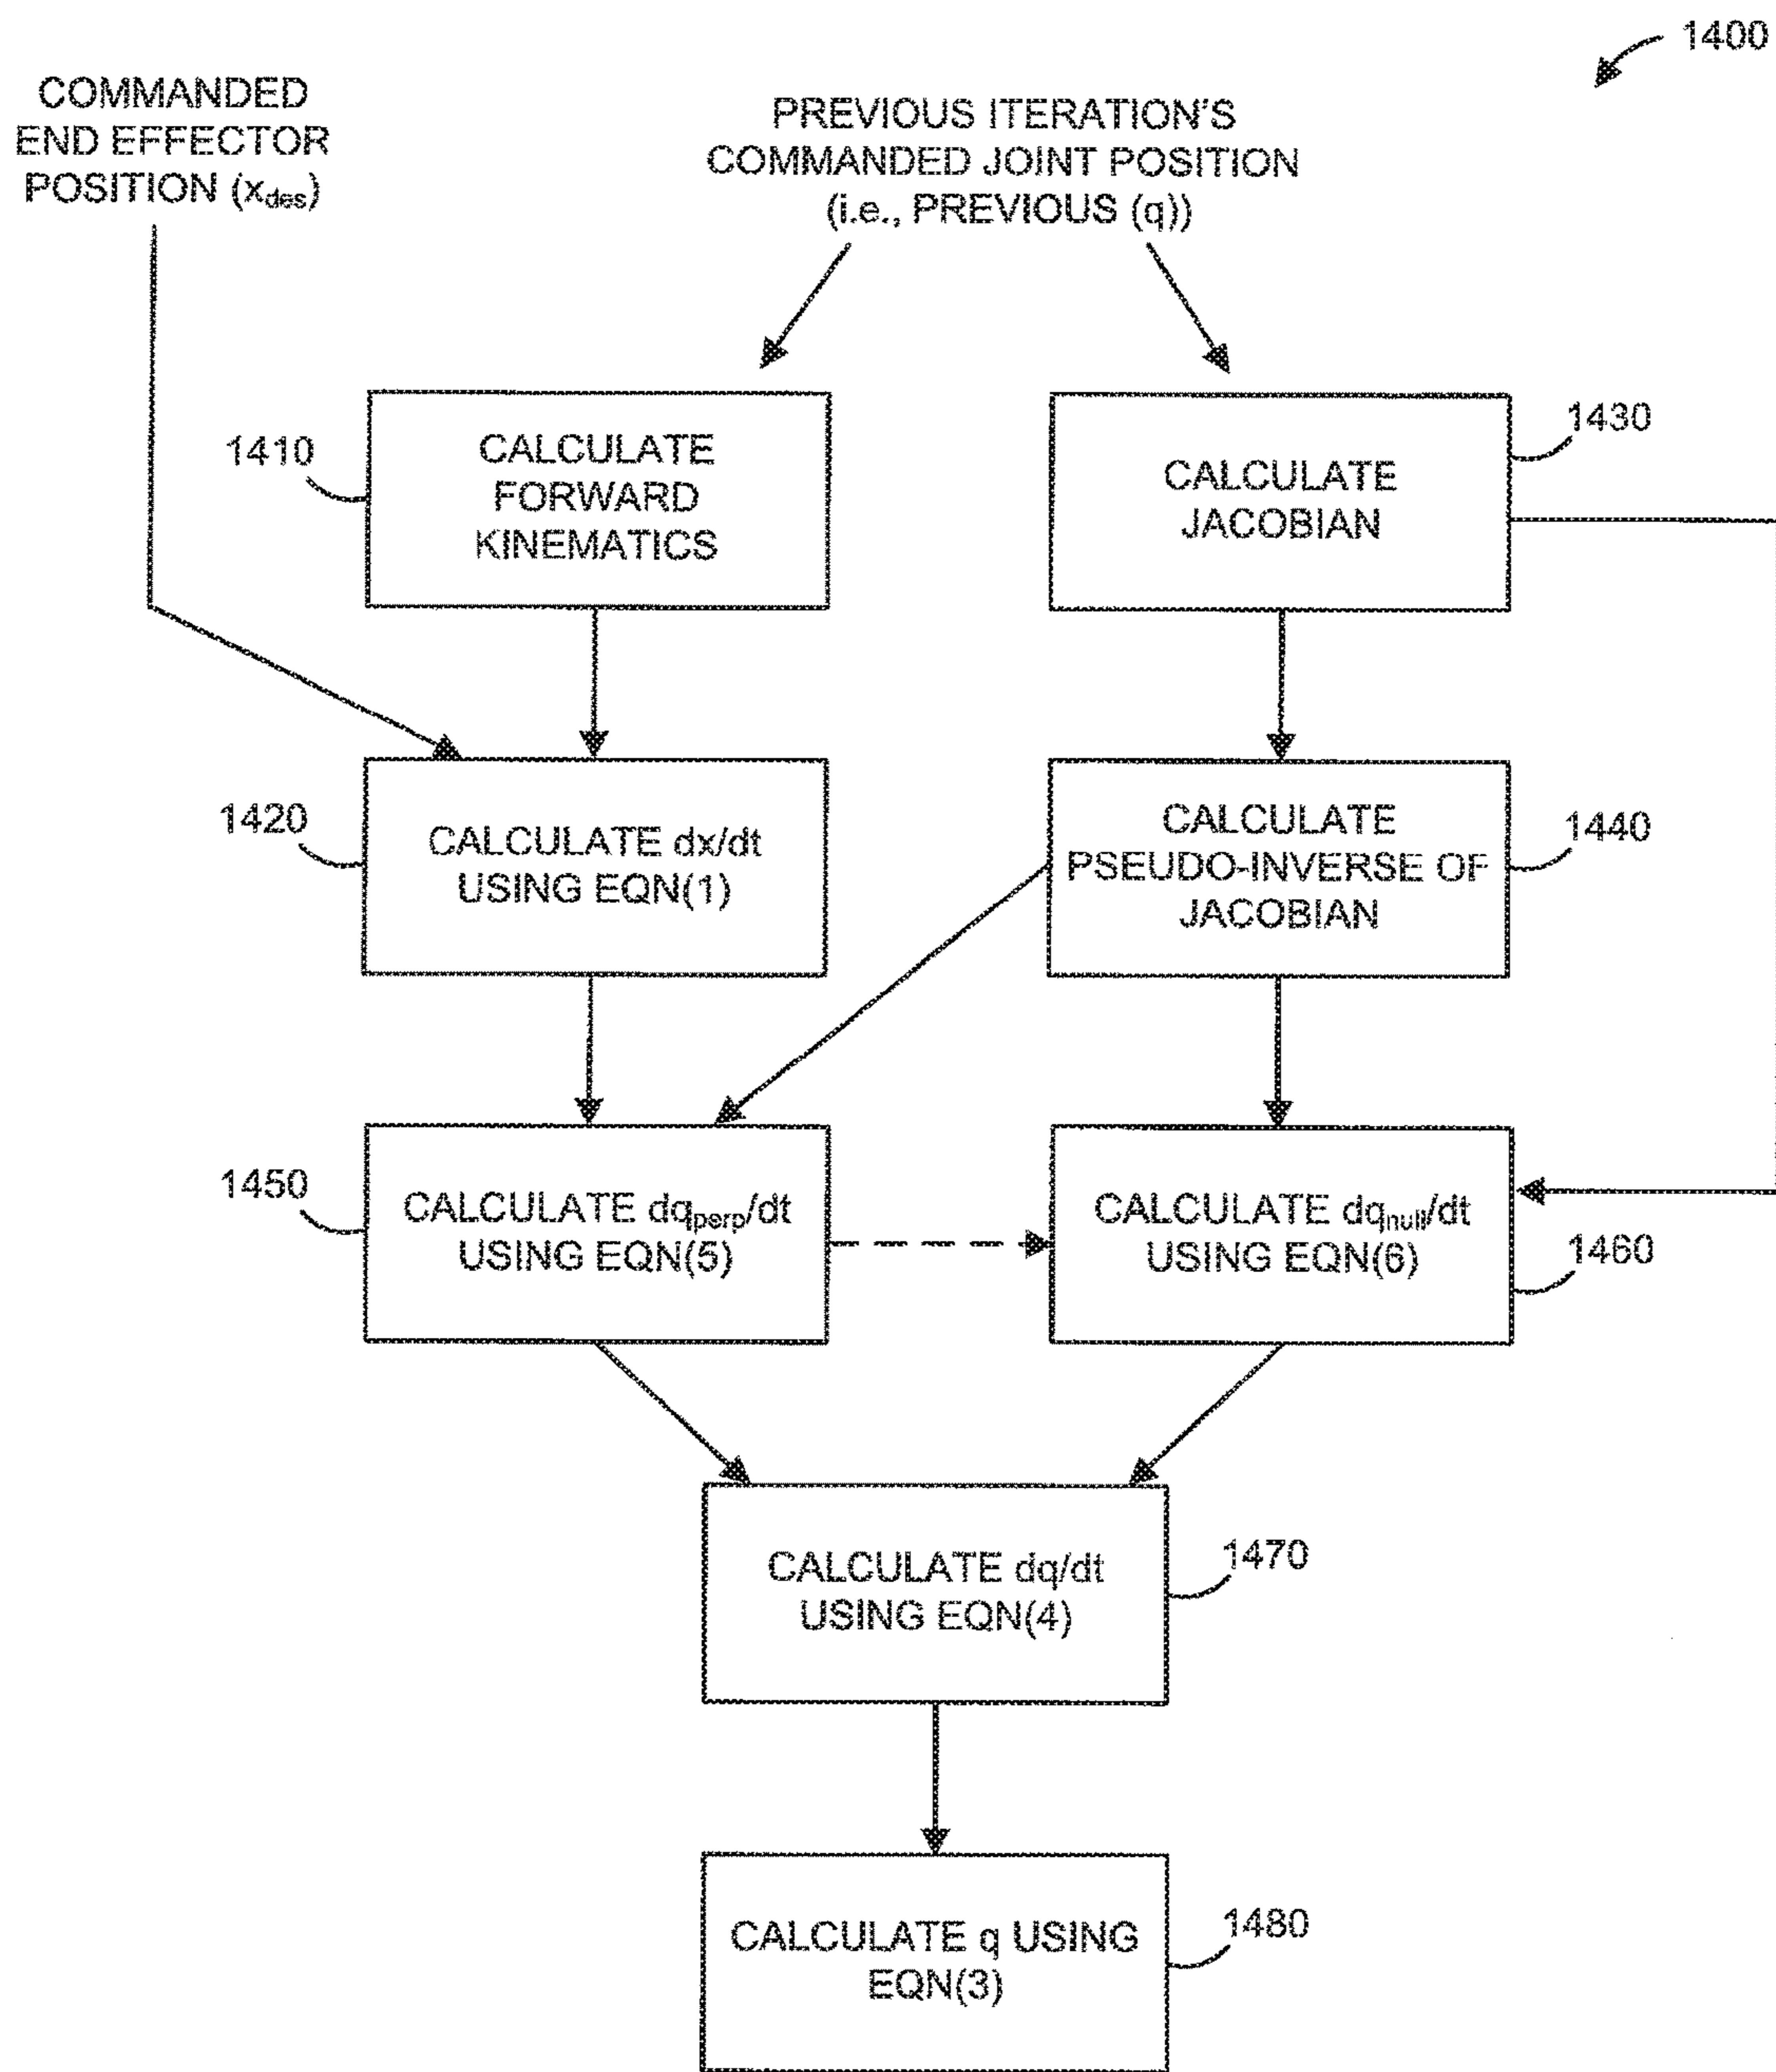 1400
COMMANDED
END EFFECTOR
POSITION (xdes)
PREVIOUS ITERATION'S
COMMANDED JOINT POSITION
(i.e., PREVIOUS (q))
1410
CALCULATE
FORWARD
KINEMATICS
CALCULATE
JACOBIAN
1430
1420
CALCULATE dx/dt
USING EQN(1)
CALCULATE
PSEUDO-INVERSE OF
JACOBIAN
1440
1450
CALCULATE dqperp/dt
USING EQN(5)
CALCULATE dqnull/dt
USING EQN(6)
1460
CALCULATE dq/dt
USING EQN(4)
1470
CALCULATE q USING
EQN(3)
1480